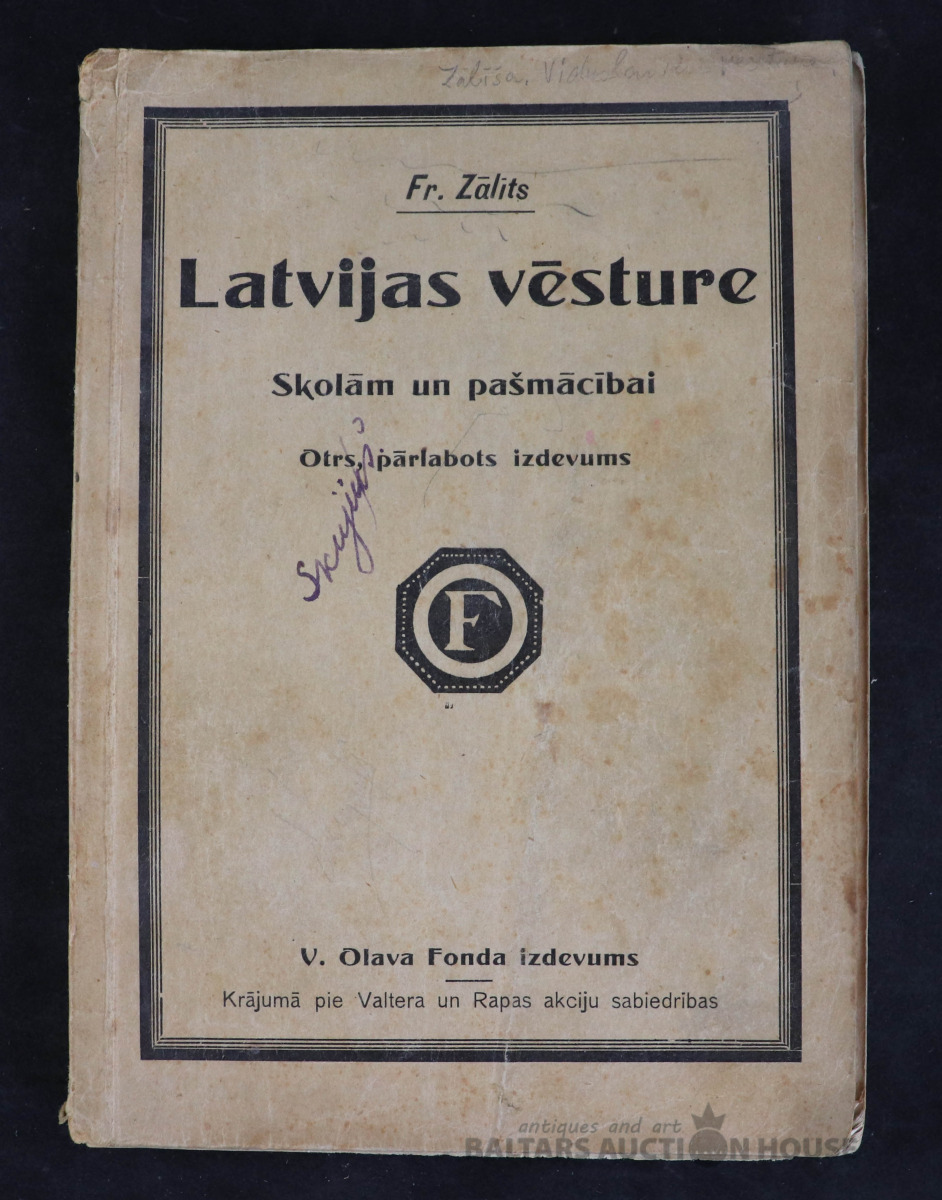 Zālīša,
Fr. Zālīts
Latvijas vēsture
Skolām un pašmācībai
Otrs, pārlabots izdevums
F
V. Olava Fonda izdevums
Krājumā pie Valtera un Rapas akciju sabiedrības
antiques and art
BALTARS AUCTION HOUSE